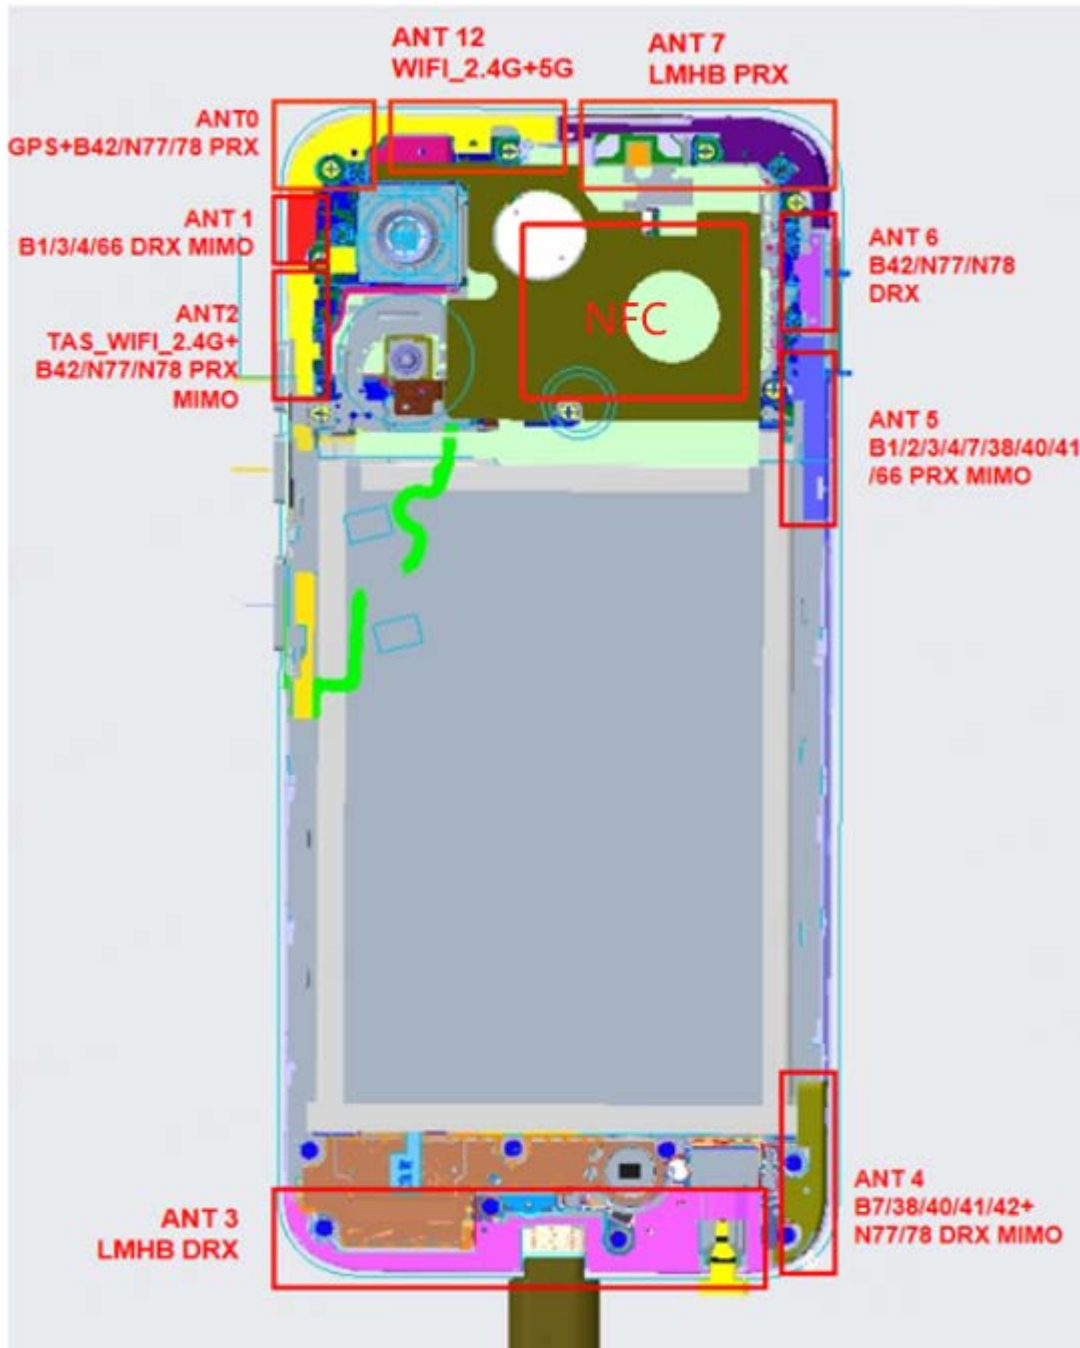 ANT 12
WIFI_2.4G+5G
ANT 7
LMHB PRX
ANT0
GPS+B42/N77/78 PRX
ANT 1
B1/3/4/66 DRX MIMO
ANT2
TAS_WIFI_2.4G+
B42/N77/N78 PRX
MIMO
ANT 6
B42/N77/N78
DRX
NFC
ANT 5
B1/2/3/4/7/38/40/41
/66 PRX MIMO
ANT 3
LMHB DRX
ANT 4
B7/38/40/41/42+
N77/78 DRX MIMO